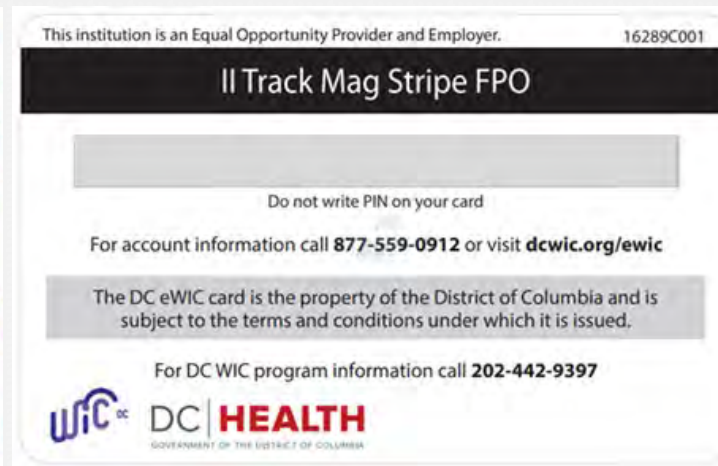 This institution is an Equal Opportunity Provider and Employer. 16289C001
II Track Mag Stripe FPO
Do not write PIN on your card
For account information call 877-559-0912 or visit dcwic.org/ewic
The DC eWIC card is the property of the District of Columbia and is
subject to the terms and conditions under which it is issued.
For DC WIC program information call 202-442-9397
WIC DC DC HEALTH
GOVERNMENT OF THE DISTRICT OF COLUMBIA